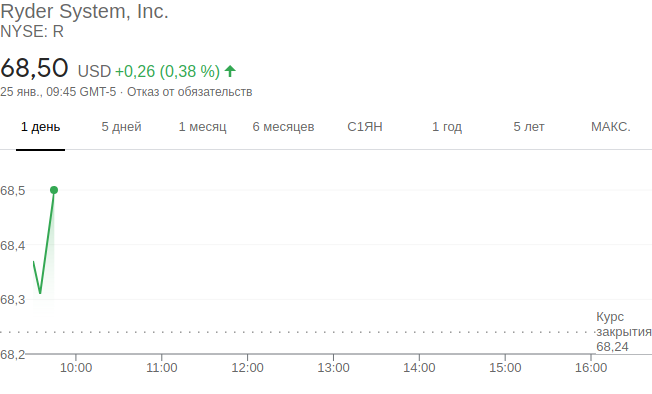 Ryder System, Inc.
NYSE: R
68,50 USD +0,26 (0,38 %)
25 янв., 09:45 GMT-5 · Отказ от обязательств
1 день 5 дней 1 месяц 6 месяцев С1ЯН 1 год 5 лет МАКС.
68,5
68,4
68,3
Курс
закрытия
68,24
68,2
10:00 11:00 12:00 13:00 14:00 15:00 16:00